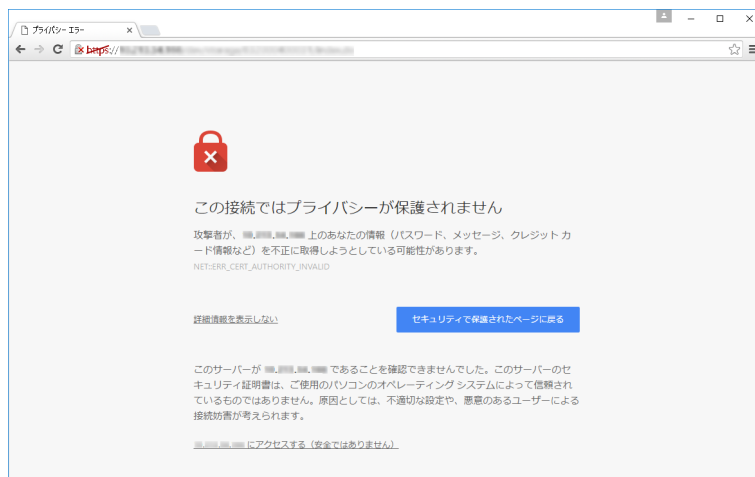 プライバシー エラー
https://
この接続ではプライバシーが保護されません
攻撃者が、 上のあなたの情報（パスワード、メッセージ、クレジット カ
ード情報など）を不正に取得しようとしている可能性があります。
NET::ERR_CERT_AUTHORITY_INVALID
詳細情報を表示しない
セキュリティで保護されたページに戻る
このサーバーが であることを確認できませんでした。このサーバーのセ
キュリティ証明書は、ご使用のパソコンのオペレーティング システムによって信頼され
ているものではありません。原因としては、不適切な設定や、悪意のあるユーザーによる
接続妨害が考えられます。
にアクセスする（安全ではありません）